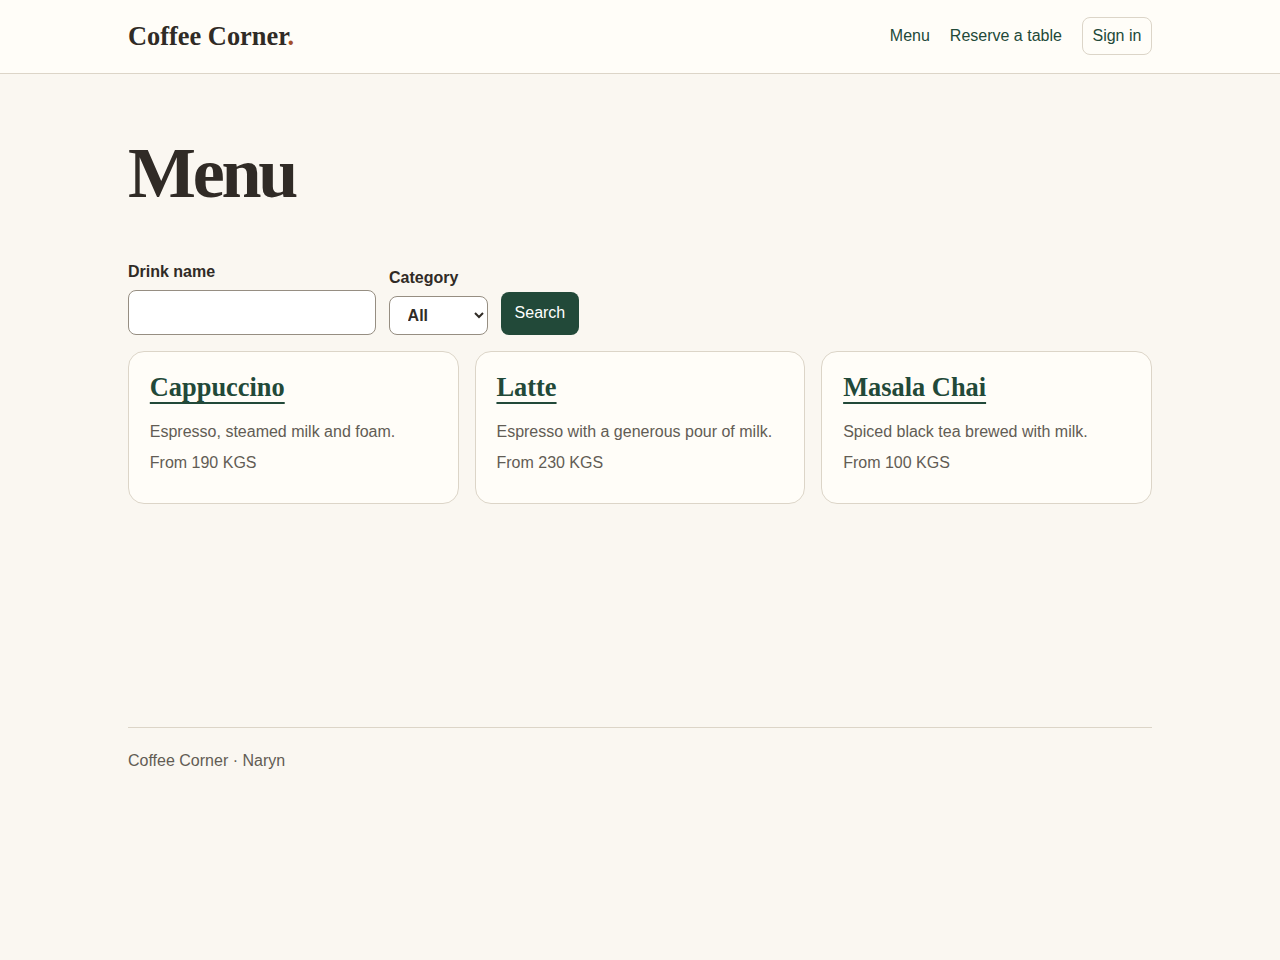 Coffee Corner.
Menu
Reserve a table
Sign in
Menu
Drink name
Category
All
Search
Cappuccino
Espresso, steamed milk and foam.
From 190 KGS
Latte
Espresso with a generous pour of milk.
From 230 KGS
Masala Chai
Spiced black tea brewed with milk.
From 100 KGS
Coffee Corner · Naryn